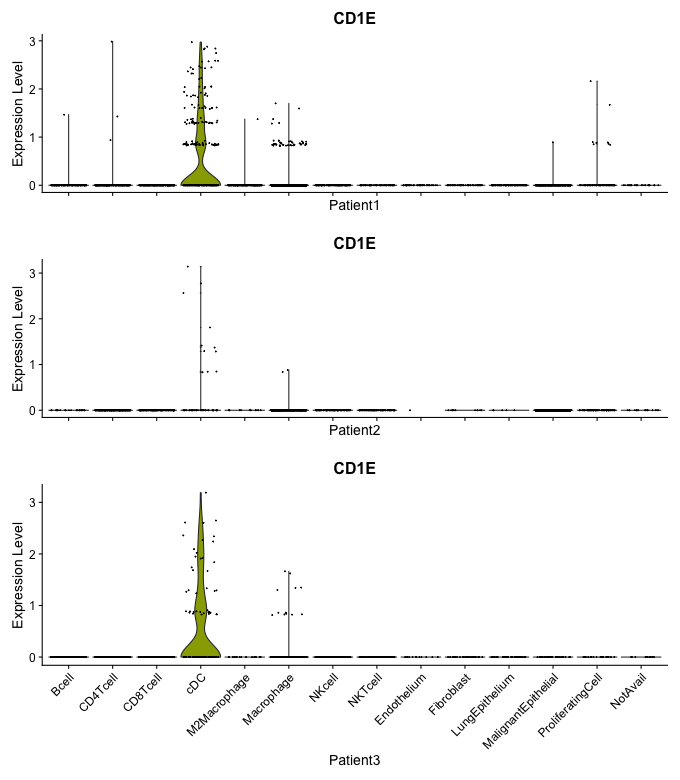 CD1E
Expression Level
3
2
1
0
Patient1
CD1E
Expression Level
3
2
1
0
Patient2
CD1E
Expression Level
3
2
1
0
Bcell
CD4Tcell
CD8Tcell
cDC
M2Macrophage
Macrophage
NKcell
NKTcell
Endothelium
Fibroblast
LungEpithelium
MalignantEpithelial
ProliferatingCell
NotAvail
Patient3